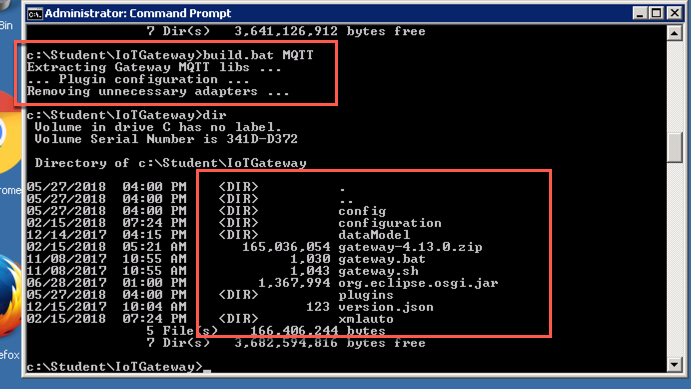 Administrator: Command Prompt
Bin
7 Dir(s)   3,641,126,912 bytes free
c:\Student\IoTGateway>build.bat MQTT
Extracting Gateway MQTT libs ...
... Plugin configuration ...
Removing unnecessary adapters ...
c:\Student\IoTGateway>dir
Volume in drive C has no label.
Volume Serial Number is 341D-D372
Directory of c:\Student\IoTGateway
05/27/2018  04:00 PM    <DIR>          .
05/27/2018  04:00 PM    <DIR>          ..
05/27/2018  04:00 PM    <DIR>          config
02/15/2018  07:24 PM    <DIR>          configuration
12/14/2017  04:15 PM    <DIR>          dataModel
02/15/2018  05:21 AM       165,036,054 gateway-4.13.0.zip
11/08/2017  10:55 AM             1,030 gateway.bat
11/08/2017  10:55 AM             1,043 gateway.sh
06/28/2017  01:00 PM         1,367,994 org.eclipse.osgi.jar
05/27/2018  04:00 PM    <DIR>          plugins
12/15/2017  10:04 AM               123 version.json
02/15/2018  07:24 PM    <DIR>          xmlauto
5 File(s)    166,406,244 bytes
7 Dir(s)   3,682,594,816 bytes free
c:\Student\IoTGateway>_
rome
efox